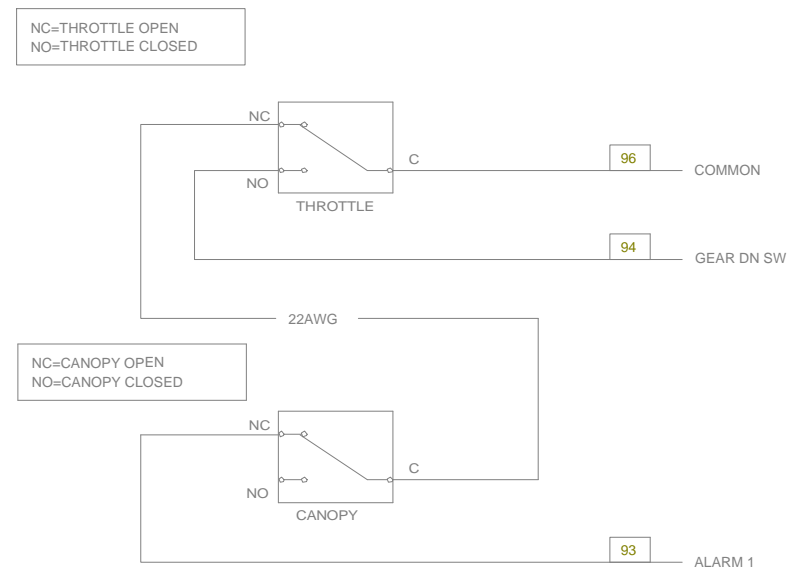 NC=THROTTLE OPEN
NO=THROTTLE CLOSED
NC
C
96
COMMON
NO
THROTTLE
94
GEAR DN SW
22AWG
NC=CANOPY OPEN
NO=CANOPY CLOSED
NC
C
NO
CANOPY
93
ALARM 1